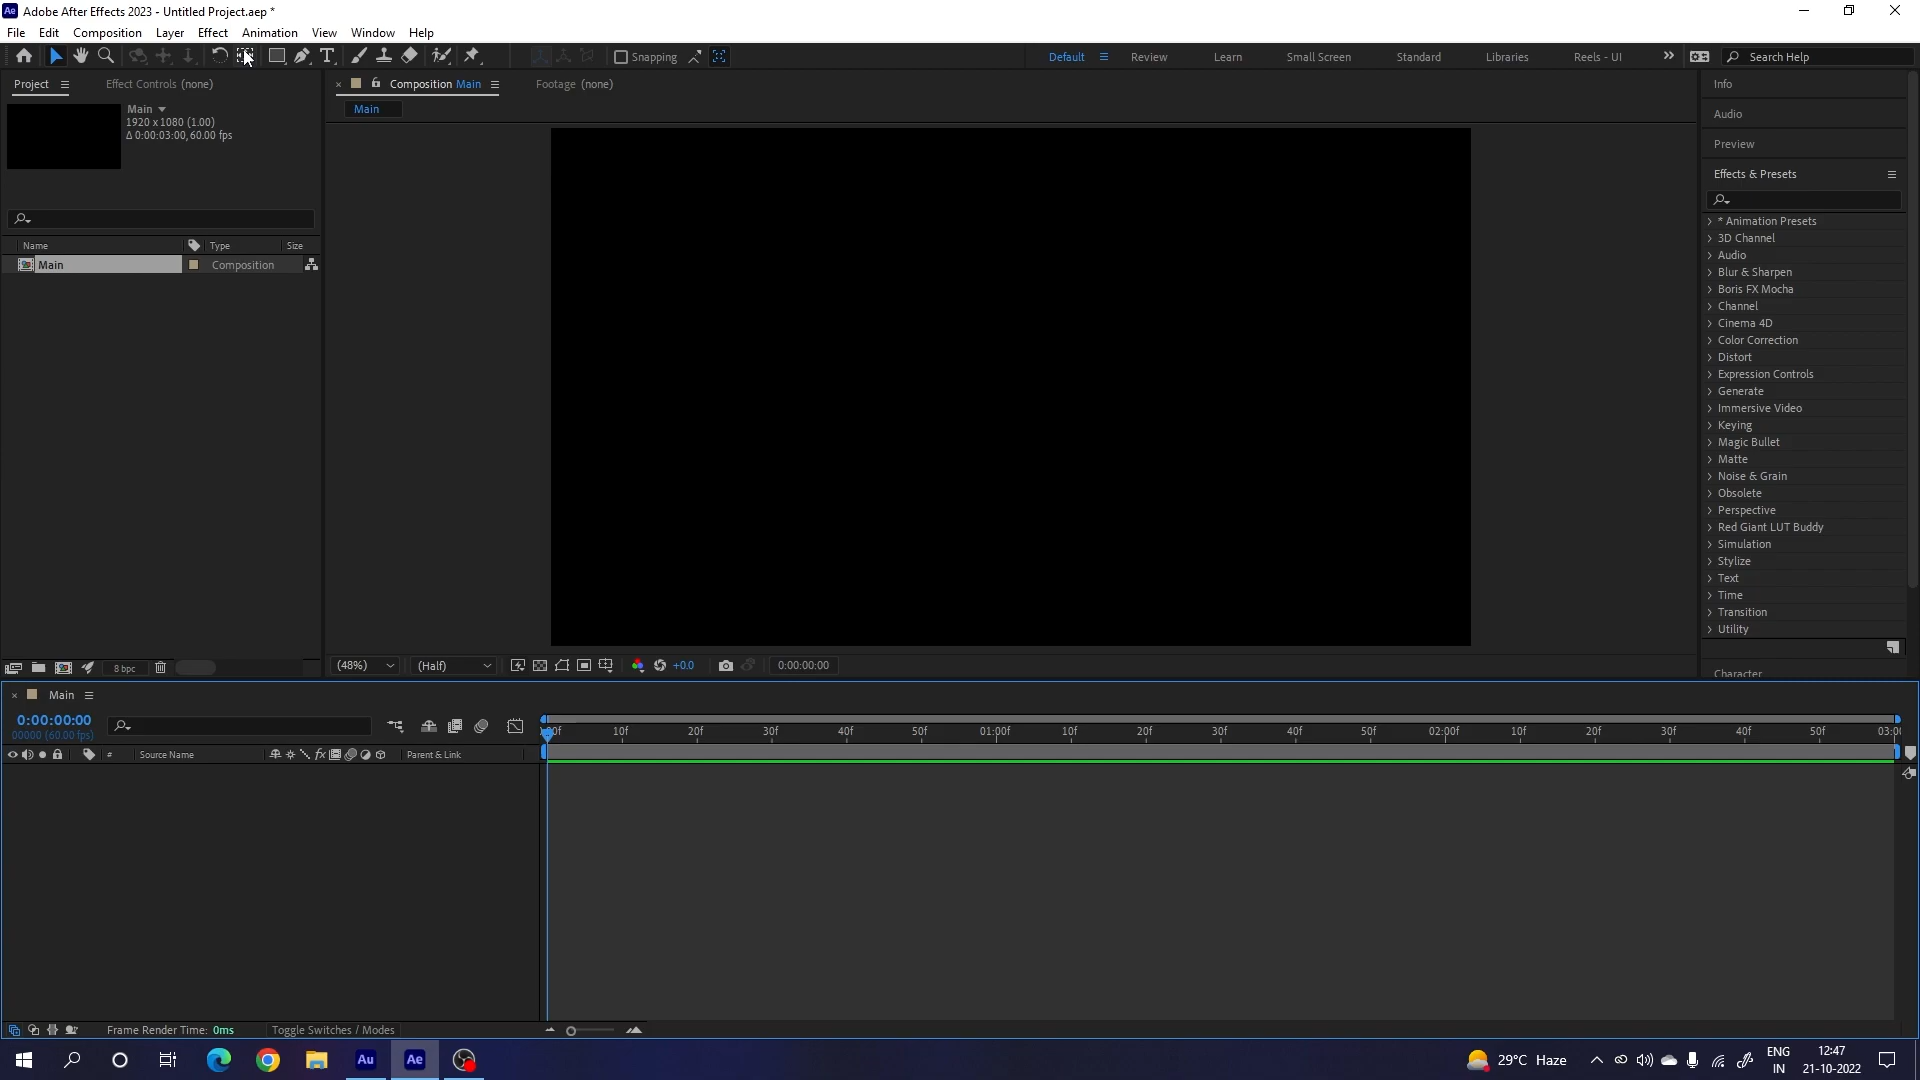 Ae Adobe After Effects 2023 - Untitled Project.aep *
File Edit Composition Layer Effect Animation View Window Help
Snapping Default Review Learn Small Screen Standard Libraries Reels - UI Search Help
Project Effect Controls (none) Composition Main Footage (none) Info
Main
1920 x 1080 (1.00)
Δ 0:00:03:00, 60.00 fps
Main
Audio
Preview
Effects & Presets
Name Type Size
Main Composition
* Animation Presets
3D Channel
Audio
Blur & Sharpen
Boris FX Mocha
Channel
Cinema 4D
Color Correction
Distort
Expression Controls
Generate
Immersive Video
Keying
Magic Bullet
Matte
Noise & Grain
Obsolete
Perspective
Red Giant LUT Buddy
Simulation
Stylize
Text
Time
Transition
Utility
Character
8 bpc (48%) (Half) +0.0 0:00:00:00
Main
0:00:00:00
00000 (60.00 fps)
10f 20f 30f 40f 50f 01:00f 10f 20f 30f 40f 50f 02:00f 10f 20f 30f 40f 50f
# Source Name fx Parent & Link
Frame Render Time: 0ms Toggle Switches / Modes
Au Ae 29°C Haze ENG IN 12:47 21-10-2022